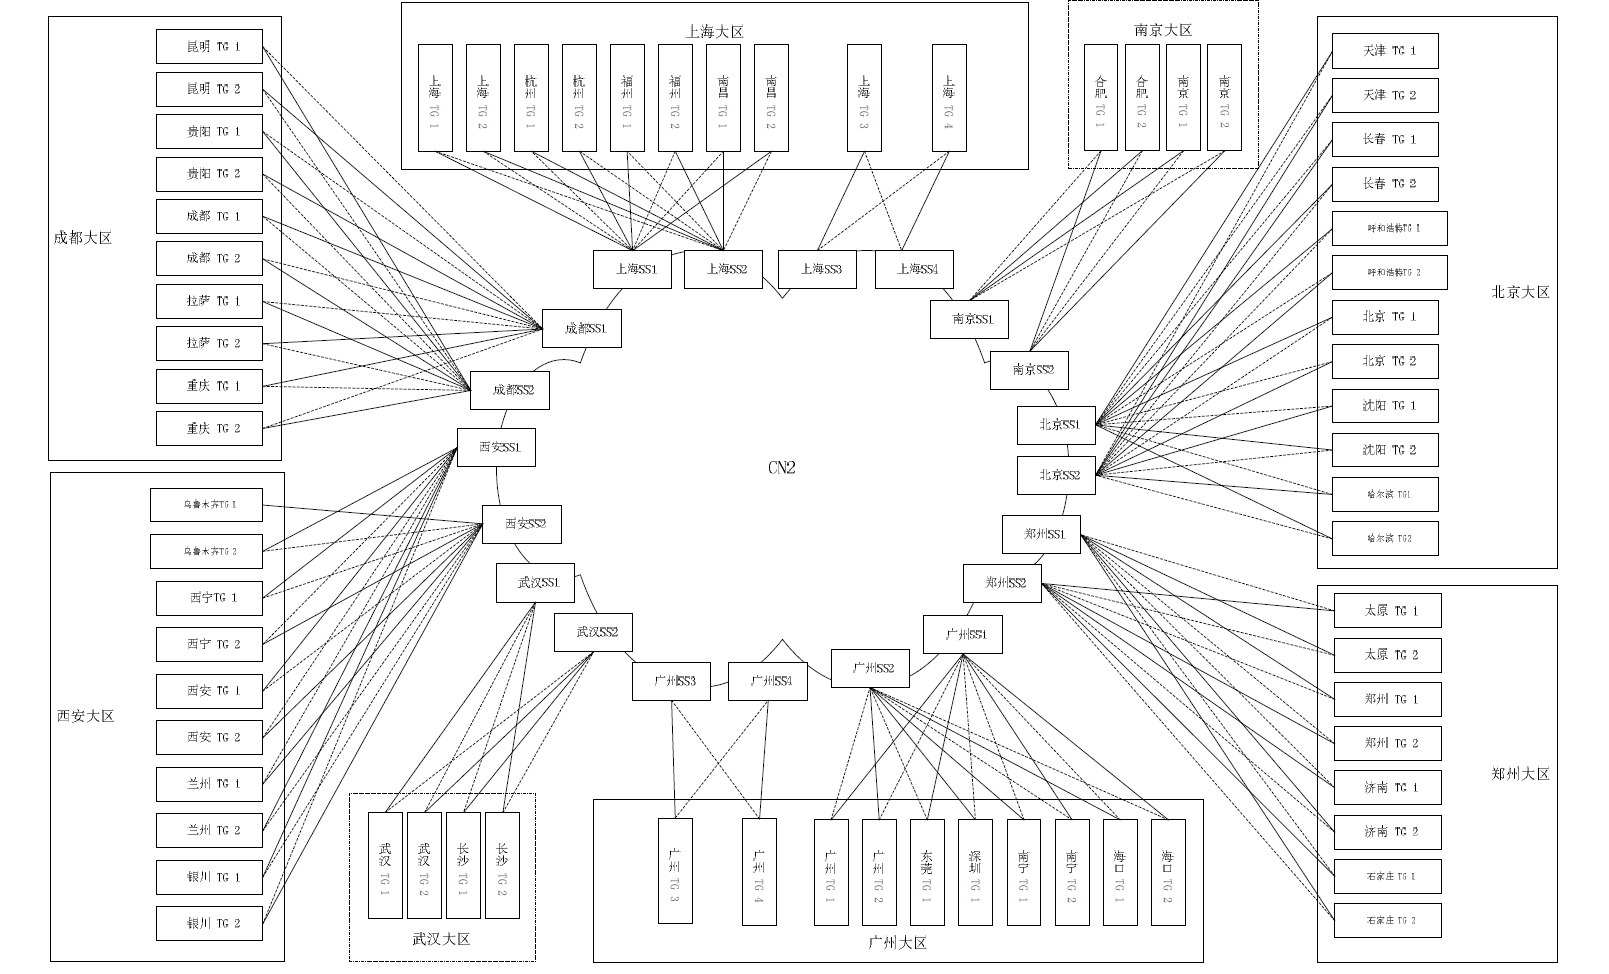 成都大区
昆明 TG 1
昆明 TG 2
贵阳 TG 1
贵阳 TG 2
成都 TG 1
成都 TG 2
拉萨 TG 1
拉萨 TG 2
重庆 TG 1
重庆 TG 2
上海大区
上海 TG 1
上海 TG 2
杭州 TG 1
杭州 TG 2
福州 TG 1
福州 TG 2
南昌 TG 1
南昌 TG 2
上海 TG 3
上海 TG 4
南京大区
合肥 TG 1
合肥 TG 2
南京 TG 1
南京 TG 2
北京大区
天津 TG 1
天津 TG 2
长春 TG 1
长春 TG 2
呼和浩特TG 1
呼和浩特TG 2
北京 TG 1
北京 TG 2
沈阳 TG 1
沈阳 TG 2
哈尔滨 TG1
哈尔滨 TG2
上海SS1
上海SS2
上海SS3
上海SS4
成都SS1
成都SS2
南京SS1
南京SS2
北京SS1
北京SS2
西安SS1
西安SS2
CN2
郑州SS1
郑州SS2
武汉SS1
武汉SS2
广州SS1
广州SS2
广州SS3
广州SS4
西安大区
乌鲁木齐TG 1
乌鲁木齐TG 2
西宁TG 1
西宁 TG 2
西安 TG 1
西安 TG 2
兰州 TG 1
兰州 TG 2
银川 TG 1
银川 TG 2
武汉 TG 1
武汉 TG 2
长沙 TG 1
长沙 TG 2
武汉大区
广州 TG 3
广州 TG 4
广州 TG 1
广州 TG 2
东莞 TG 1
深圳 TG 1
南宁 TG 1
南宁 TG 2
海口 TG 1
海口 TG 2
广州大区
郑州大区
太原 TG 1
太原 TG 2
郑州 TG 1
郑州 TG 2
济南 TG 1
济南 TG 2
石家庄 TG 1
石家庄 TG 2